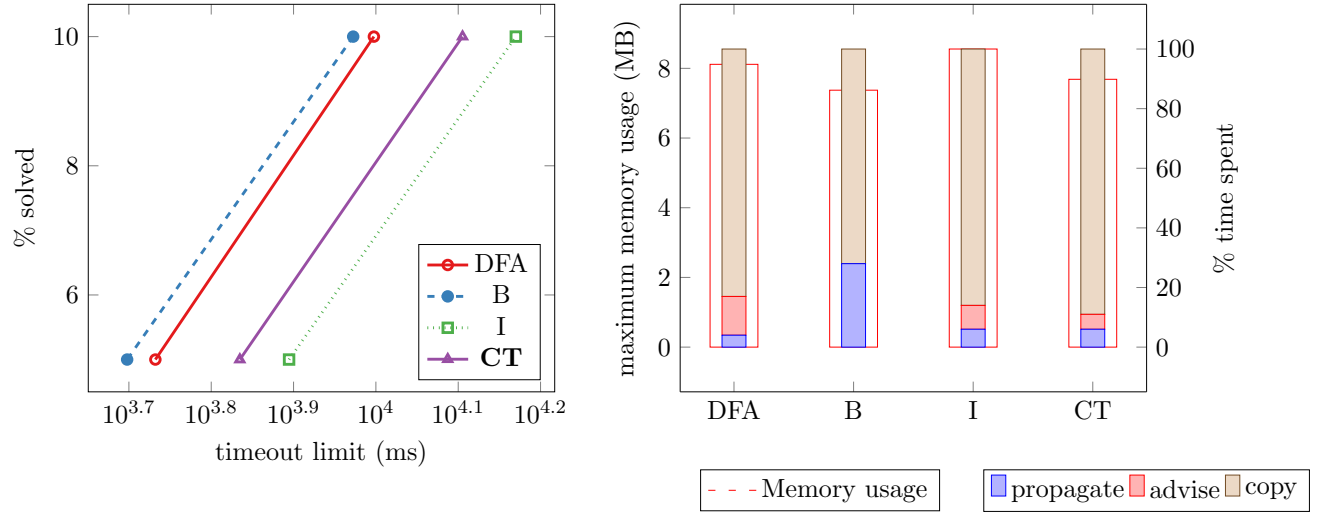 % solved
10
8
6
10^3.7 10^3.8 10^3.9 10^4 10^4.1 10^4.2
timeout limit (ms)
DFA
B
I
CT
maximum memory usage (MB)
8
6
4
2
0
100
80
60
40
20
0
% time spent
DFA B I CT
Memory usage
propagate advise copy